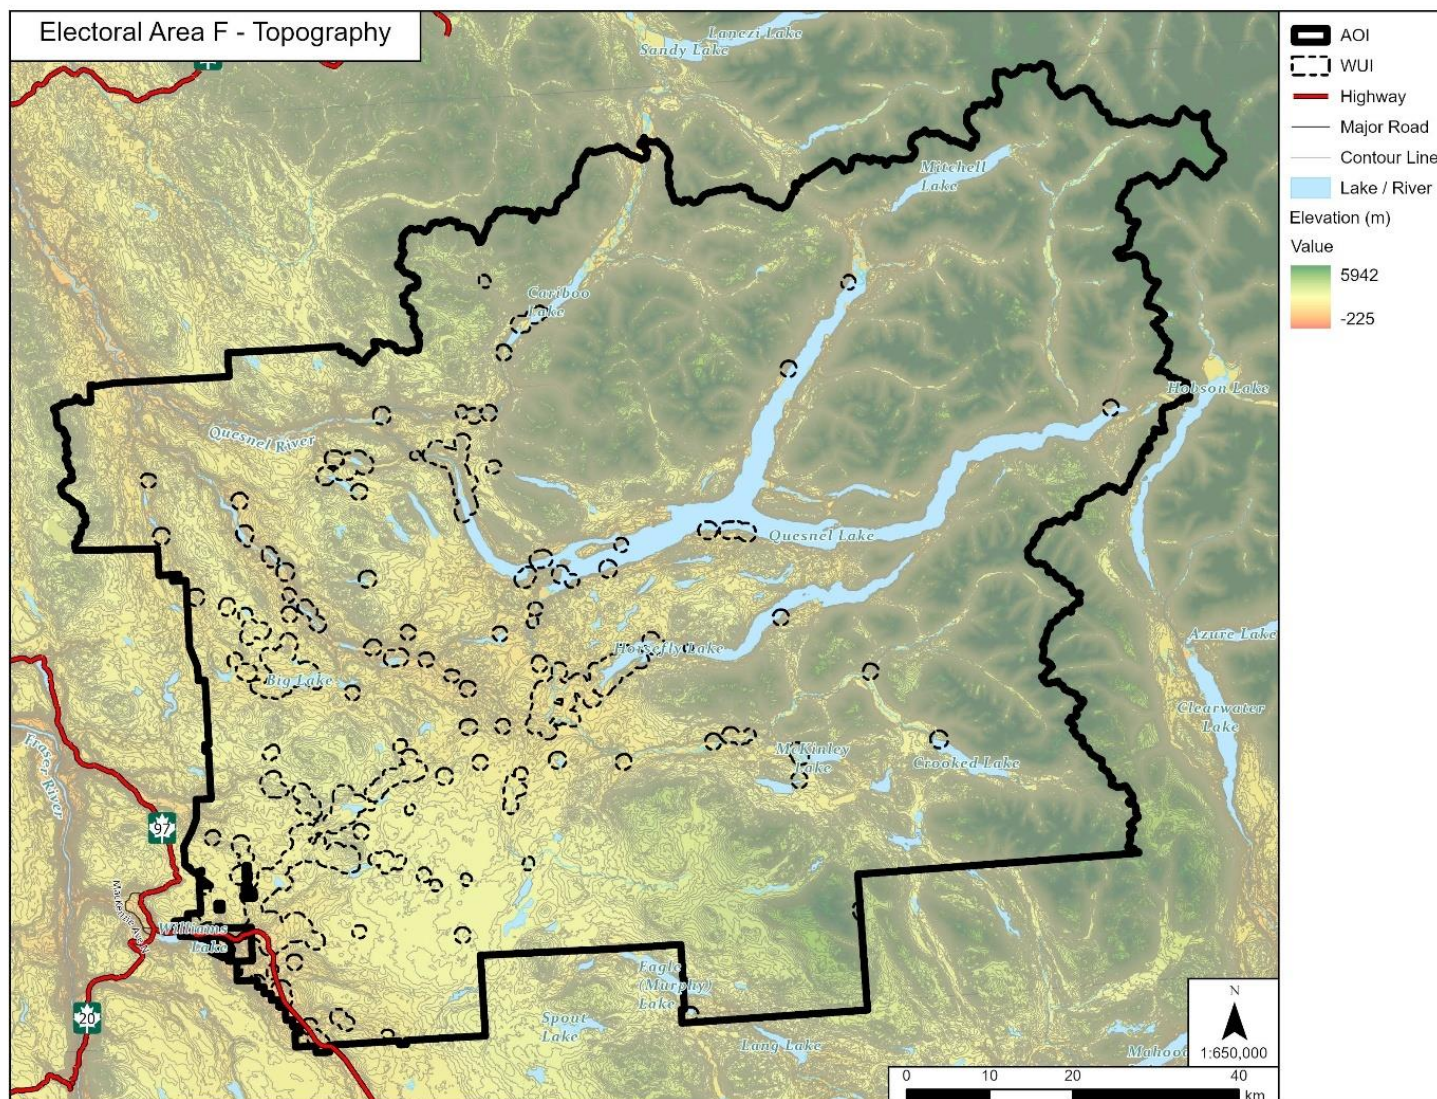 Electoral Area F - Topography
Lanezi Lake
Sandy Lake
Mitchell
Lake
Cariboo
Lake
Hobson Lake
Quesnel River
Quesnel Lake
Azure Lake
Horsefly Lake
Big Lake
Clearwater
Lake
Fraser River
McKinley
Lake
Crooked Lake
97
Mackenzie Ave N
Williams
Lake
Eagle
(Murphy)
Lake
20
Spout
Lake
Lang Lake
AOI
WUI
Highway
Major Road
Contour Line
Lake / River
Elevation (m)
Value
5942
-225
N
1:650,000
0 10 20 40
km